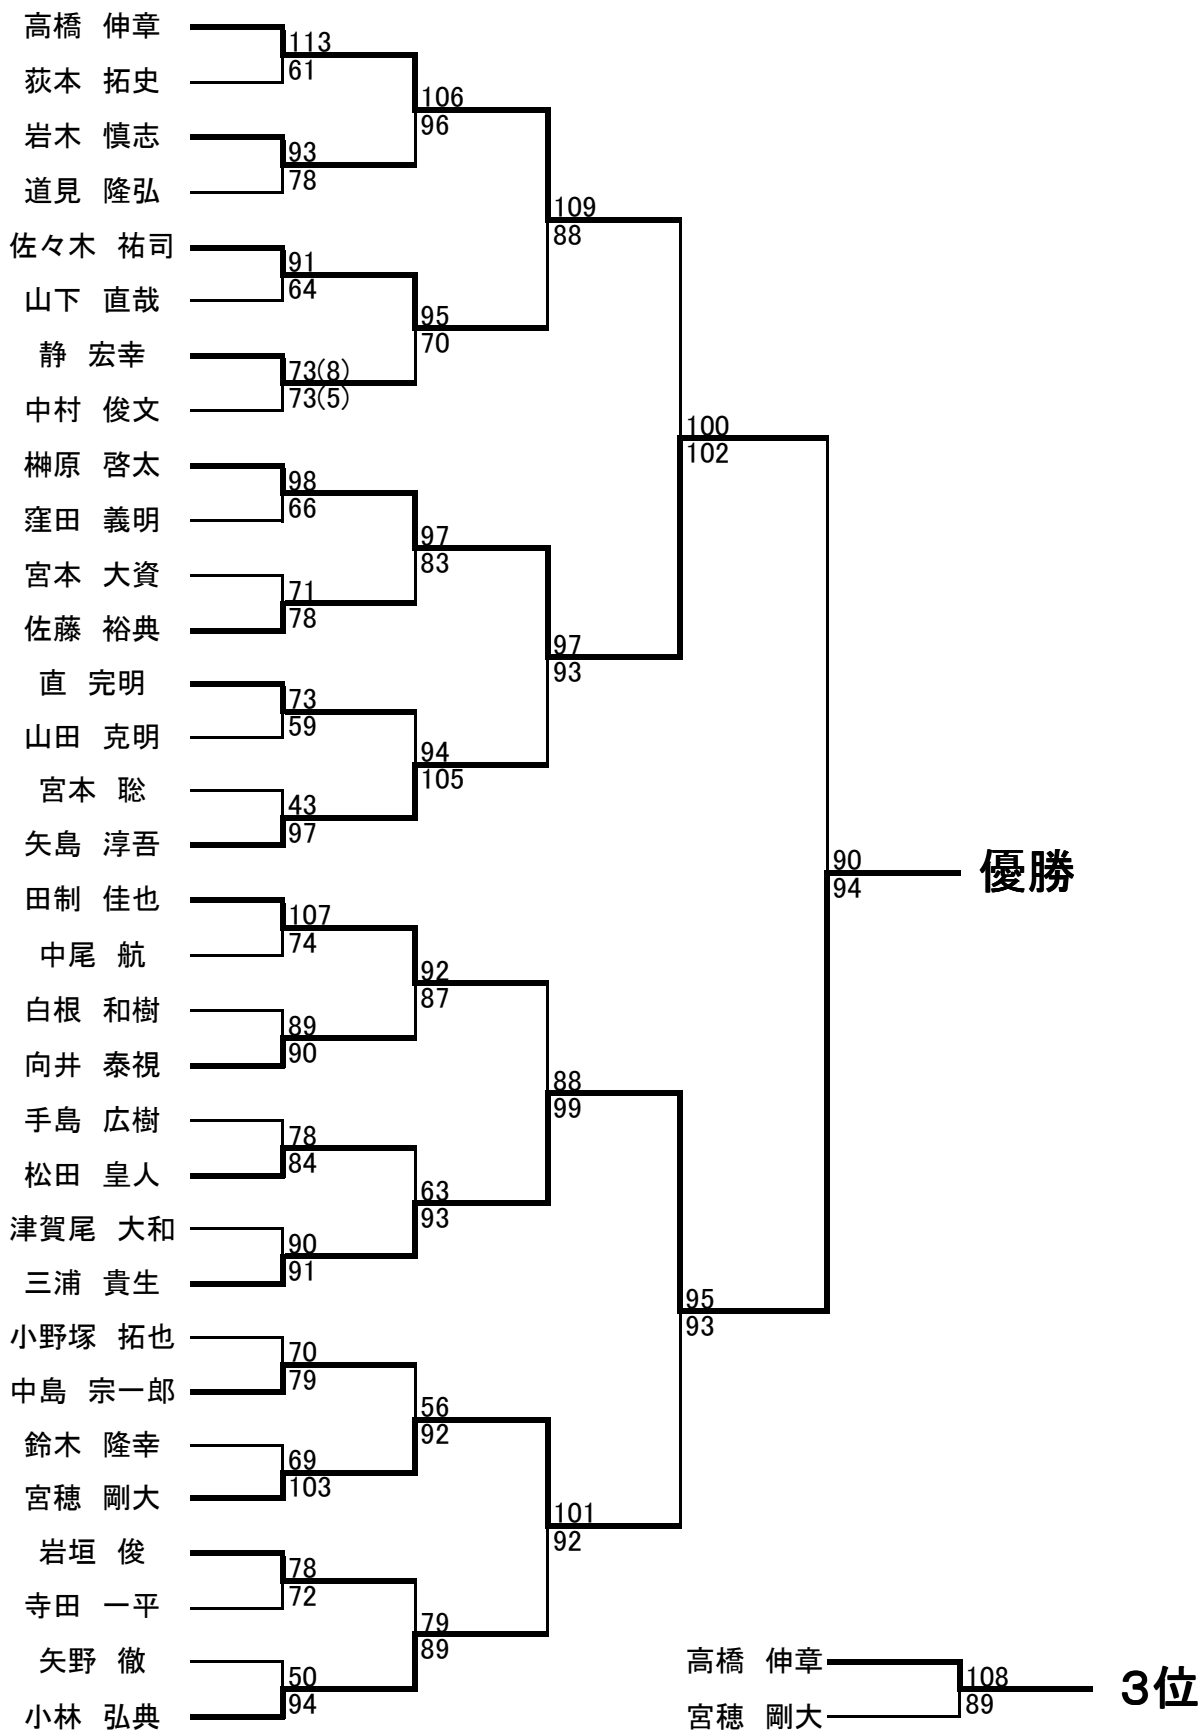 高橋 伸章
113
荻本 拓史
61
106
96
岩木 慎志
93
道見 隆弘
78
109
88
佐々木 祐司
91
山下 直哉
64
95
70
静 宏幸
73(8)
中村 俊文
73(5)
100
102
榊原 啓太
98
窪田 義明
66
97
83
宮本 大資
71
佐藤 裕典
78
97
93
直 完明
73
山田 克明
59
94
105
宮本 聡
43
矢島 淳吾
97
90
94
優勝
田制 佳也
107
中尾 航
74
92
87
白根 和樹
89
向井 泰視
90
88
99
手島 広樹
78
松田 皇人
84
63
93
津賀尾 大和
90
三浦 貴生
91
95
93
小野塚 拓也
70
中島 宗一郎
79
56
92
鈴木 隆幸
69
宮穂 剛大
103
101
92
岩垣 俊
78
寺田 一平
72
79
89
矢野 徹
50
小林 弘典
94
高橋 伸章
108
宮穂 剛大
89
３位